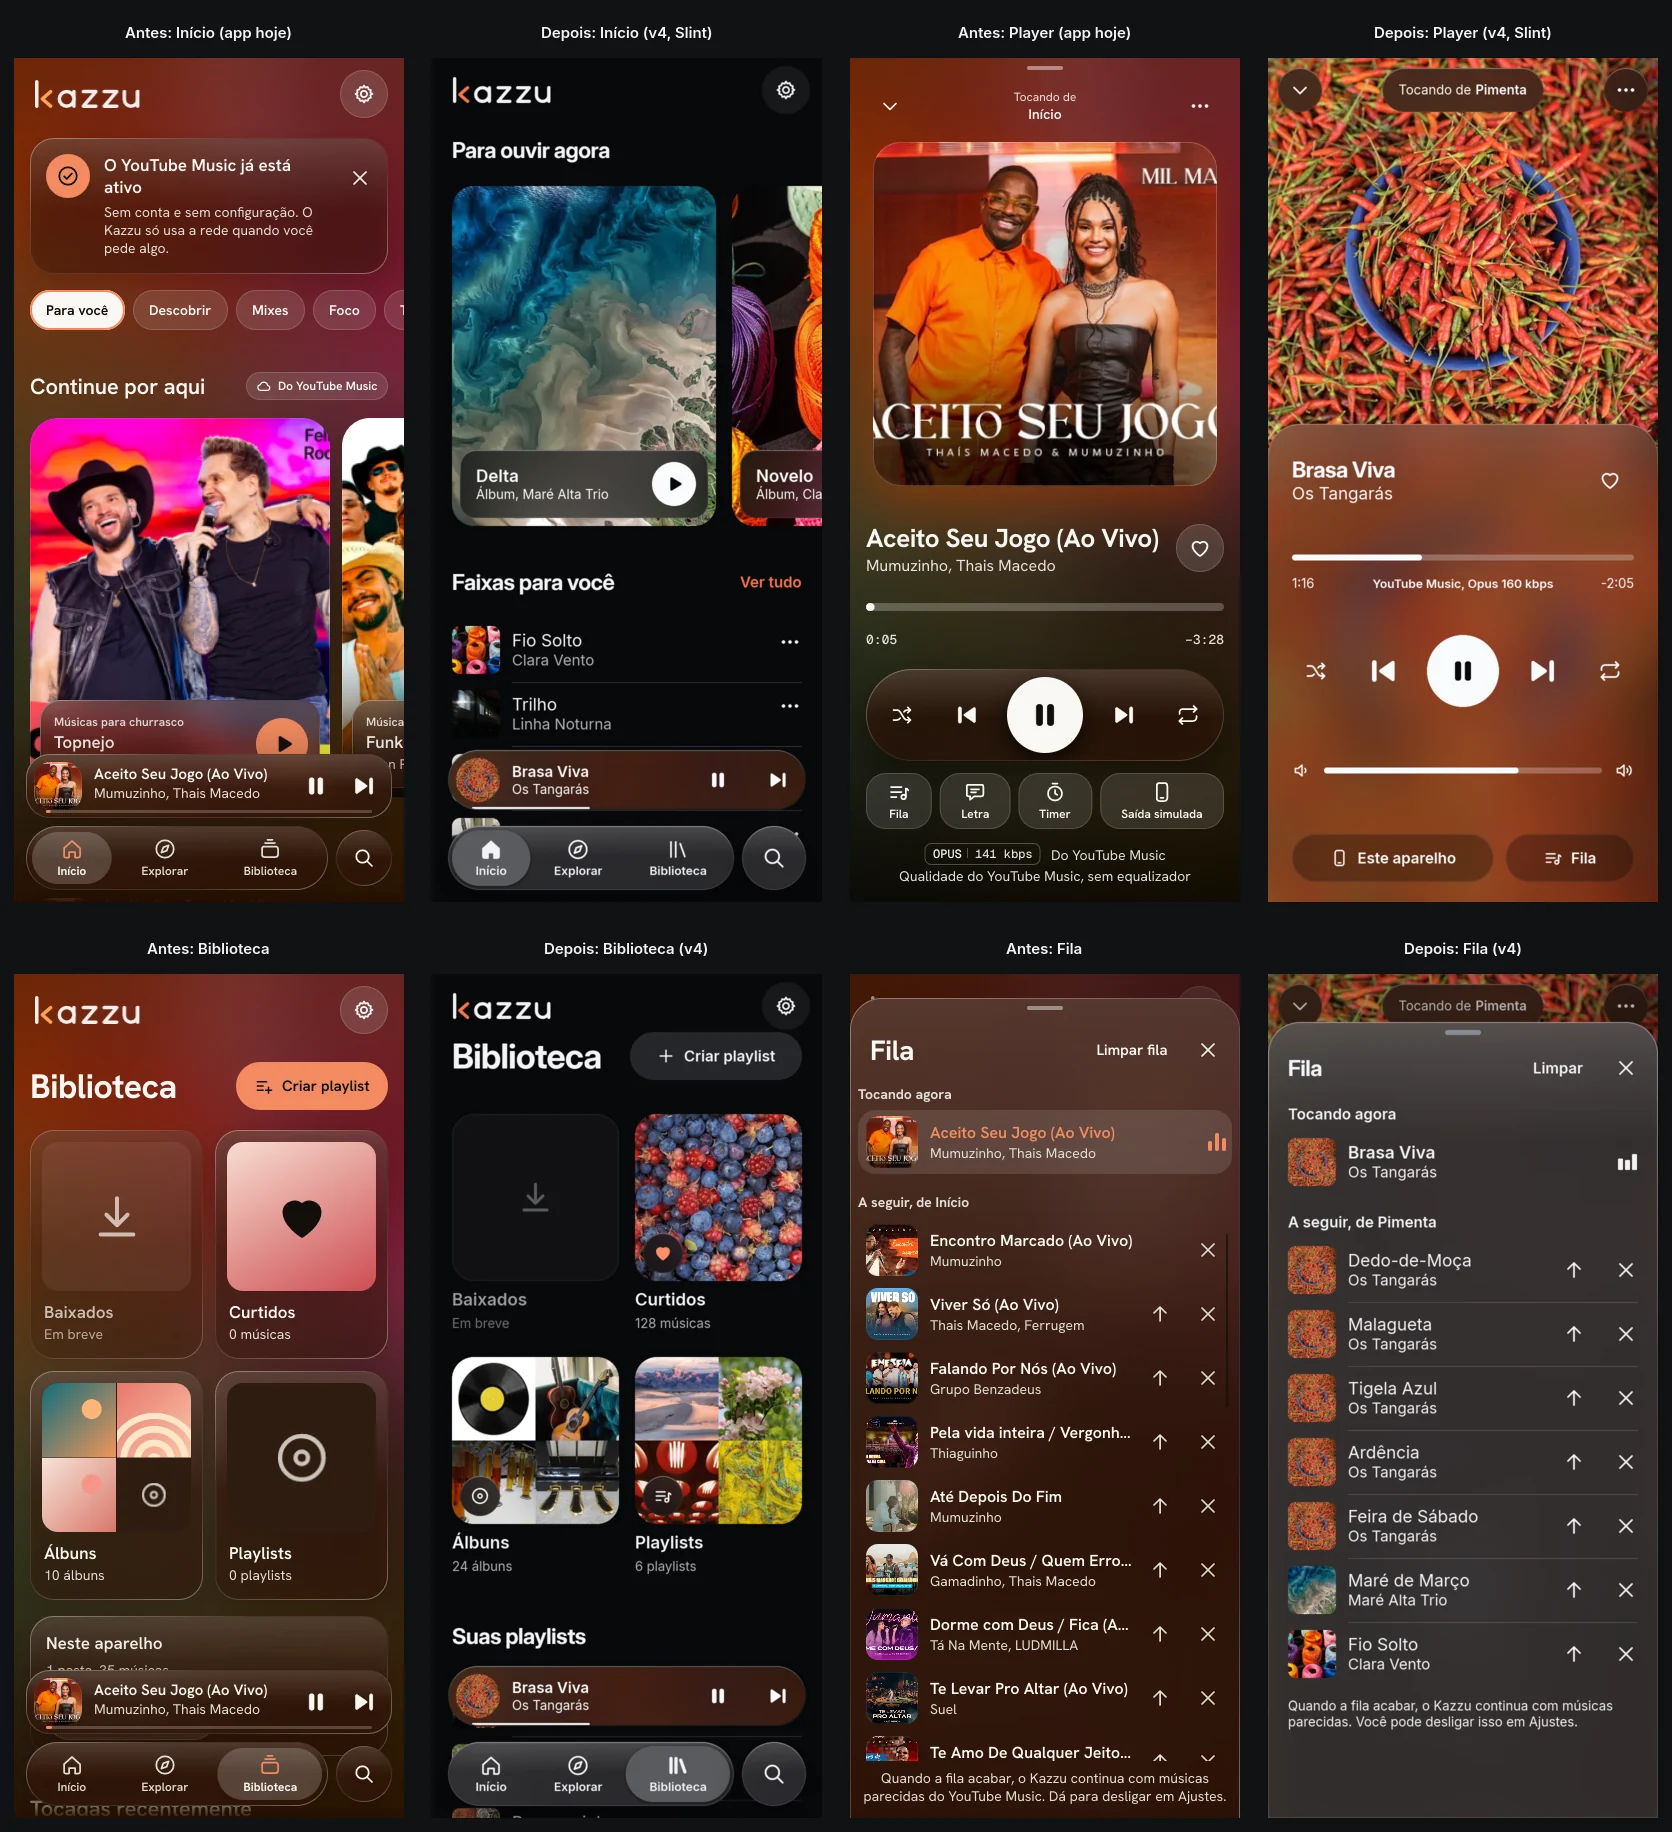 Antes: Início (app hoje)
kazzu
O YouTube Music já está
ativo
Sem conta e sem configuração. O
Kazzu só usa a rede quando você
pede algo.
Para você
Descobrir
Mixes
Foco
Continue por aqui
Do YouTube Music
Músicas para churrasco
Topnejo
Música
Funk
Aceito Seu Jogo (Ao Vivo)
Mumuzinho, Thais Macedo
Início
Explorar
Biblioteca
Depois: Início (v4, Slint)
kazzu
Para ouvir agora
Delta
Álbum, Maré Alta Trio
Novelo
Álbum, Cla
Faixas para você
Ver tudo
Fio Solto
Clara Vento
Trilho
Linha Noturna
Brasa Viva
Os Tangarás
Início
Explorar
Biblioteca
Antes: Player (app hoje)
Tocando de
Início
MIL MA
ACEITO SEU JOGO
THAÍS MACEDO & MUMUZINHO
Aceito Seu Jogo (Ao Vivo)
Mumuzinho, Thais Macedo
0:05
-3:28
Fila
Letra
Timer
Saída simulada
OPUS | 141 kbps
Do YouTube Music
Qualidade do YouTube Music, sem equalizador
Depois: Player (v4, Slint)
Tocando de Pimenta
Brasa Viva
Os Tangarás
1:16
YouTube Music, Opus 160 kbps
-2:05
Este aparelho
Fila
Antes: Biblioteca
kazzu
Biblioteca
Criar playlist
Baixados
Em breve
Curtidos
0 músicas
Álbuns
10 álbuns
Playlists
0 playlists
Neste aparelho
Aceito Seu Jogo (Ao Vivo)
Mumuzinho, Thais Macedo
Início
Explorar
Biblioteca
Tocadas recentemente
Depois: Biblioteca (v4)
kazzu
Biblioteca
Criar playlist
Baixados
Em breve
Curtidos
128 músicas
Álbuns
24 álbuns
Playlists
6 playlists
Suas playlists
Brasa Viva
Os Tangarás
Início
Explorar
Biblioteca
Antes: Fila
Fila
Limpar fila
Tocando agora
Aceito Seu Jogo (Ao Vivo)
Mumuzinho, Thais Macedo
A seguir, de Início
Encontro Marcado (Ao Vivo)
Mumuzinho
Viver Só (Ao Vivo)
Thais Macedo, Ferrugem
Falando Por Nós (Ao Vivo)
Grupo Benzadeus
Pela vida inteira / Vergonh...
Thiaguinho
Até Depois Do Fim
Mumuzinho
Vá Com Deus / Quem Erro...
Gamadinho, Thais Macedo
Dorme com Deus / Fica (A...
Tá Na Mente, LUDMILLA
Te Levar Pro Altar (Ao Vivo)
Suel
Te Amo De Qualquer Jeito...
Quando a fila acabar, o Kazzu continua com músicas
parecidas do YouTube Music. Dá para desligar em Ajustes.
Depois: Fila (v4)
Tocando de Pimenta
Fila
Limpar
Tocando agora
Brasa Viva
Os Tangarás
A seguir, de Pimenta
Dedo-de-Moça
Os Tangarás
Malagueta
Os Tangarás
Tigela Azul
Os Tangarás
Ardência
Os Tangarás
Feira de Sábado
Os Tangarás
Maré de Março
Maré Alta Trio
Fio Solto
Clara Vento
Quando a fila acabar, o Kazzu continua com músicas
parecidas. Você pode desligar isso em Ajustes.